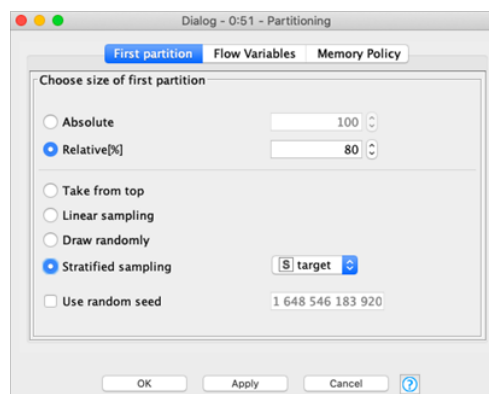 Dialog - 0:51 - Partitioning
First partition Flow Variables Memory Policy
Choose size of first partition
Absolute 100
Relative[%] 80
Take from top
Linear sampling
Draw randomly
Stratified sampling S target
Use random seed 1 648 546 183 920
OK Apply Cancel ?